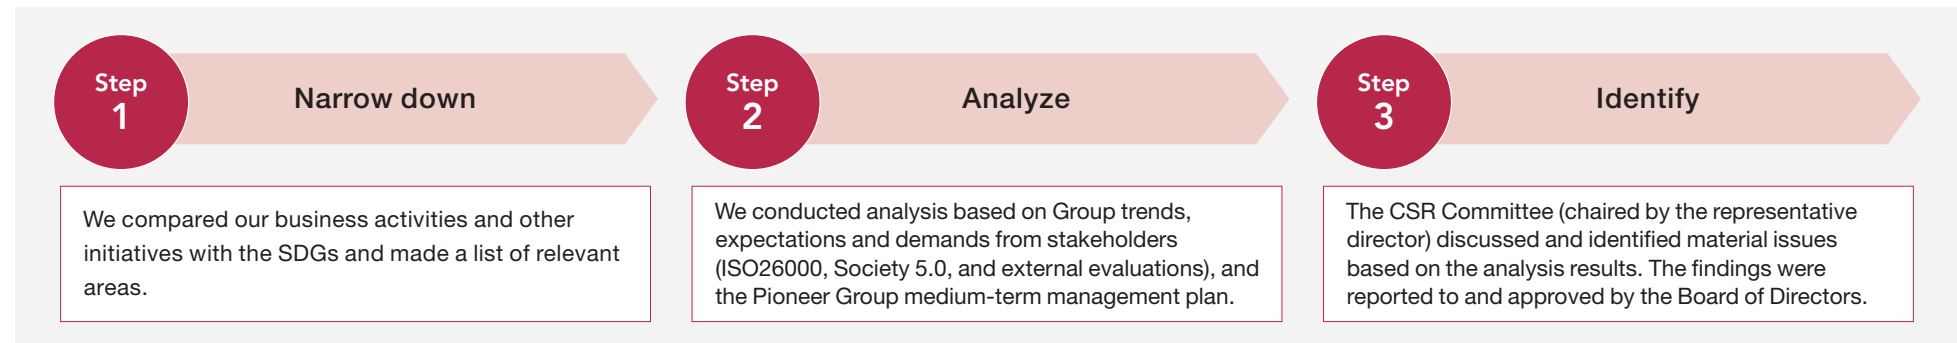 Step
1
Narrow down
We compared our business activities and other
initiatives with the SDGs and made a list of relevant
areas.
Step
2
Analyze
We conducted analysis based on Group trends,
expectations and demands from stakeholders
(ISO26000, Society 5.0, and external evaluations), and
the Pioneer Group medium-term management plan.
Step
3
Identify
The CSR Committee (chaired by the representative
director) discussed and identified material issues
based on the analysis results. The findings were
reported to and approved by the Board of Directors.